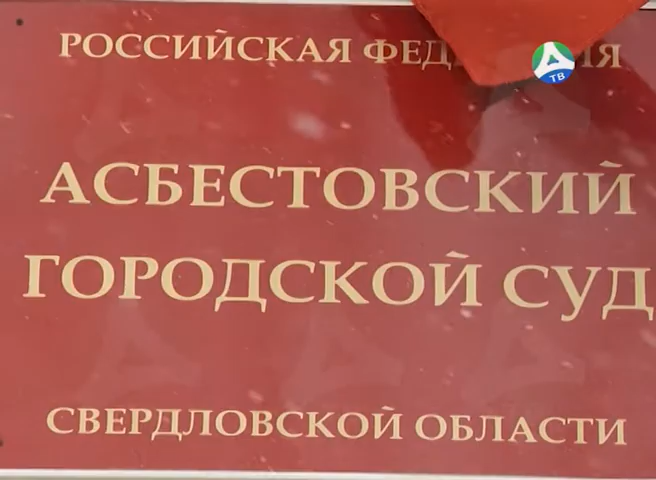 РОССИЙСКАЯ
АСБЕСТОВСКИЙ
ГОРОДСКОЙ СУД
СВЕРДЛОВСКОЙ ОБЛАСТИ
ТВ